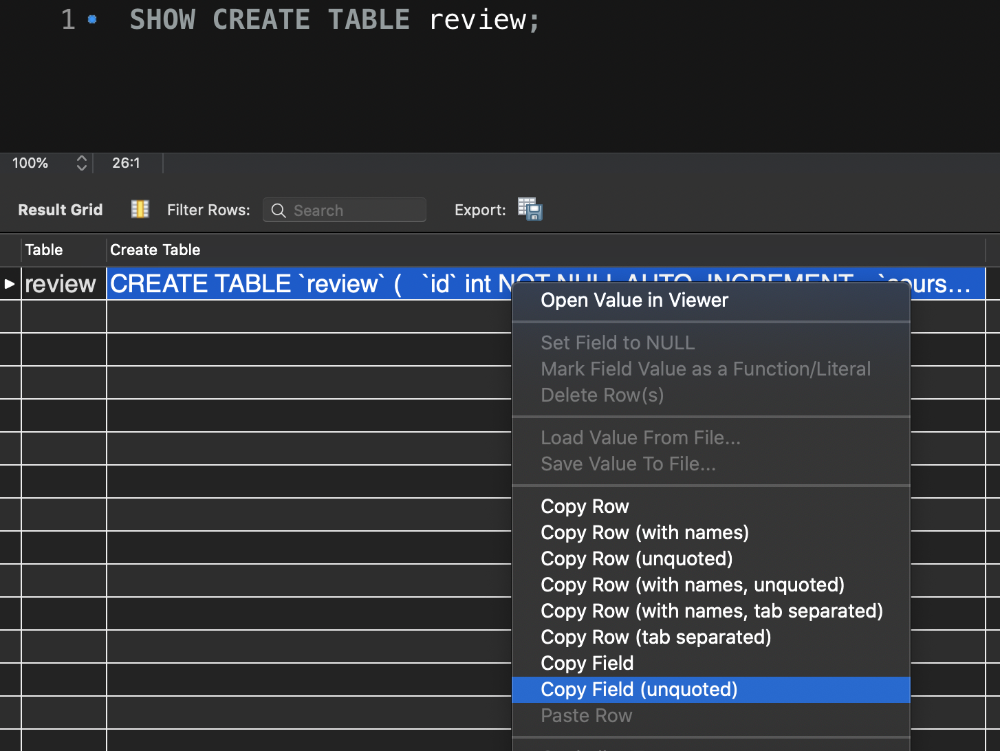 1 SHOW CREATE TABLE review;
100% 26:1
Result Grid Filter Rows: Search Export:
Table Create Table
review CREATE TABLE `review` ( `id` int NOT NULL AUTO_INCREMENT, `cours...
Open Value in Viewer
Set Field to NULL
Mark Field Value as a Function/Literal
Delete Row(s)
Load Value From File...
Save Value To File...
Copy Row
Copy Row (with names)
Copy Row (unquoted)
Copy Row (with names, unquoted)
Copy Row (with names, tab separated)
Copy Row (tab separated)
Copy Field
Copy Field (unquoted)
Paste Row